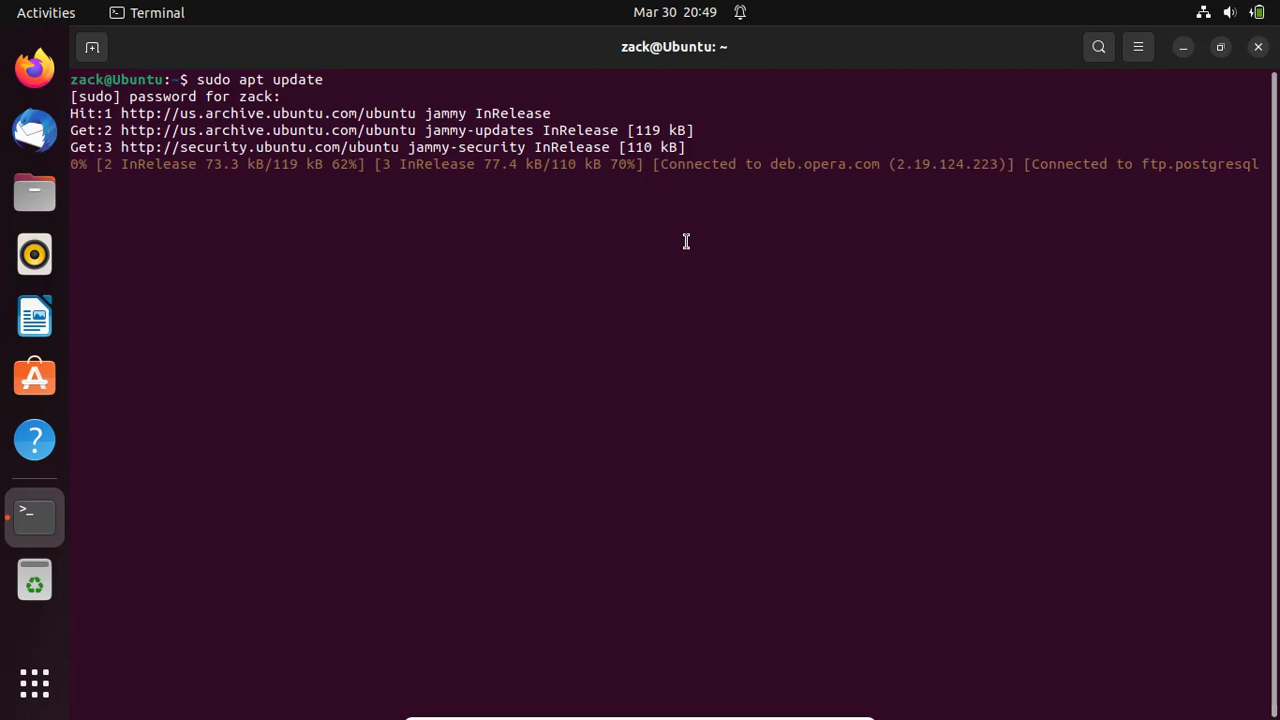 Activities
Terminal
Mar 30 20:49
zack@Ubuntu: ~
zack@Ubuntu:~$ sudo apt update
[sudo] password for zack:
Hit:1 http://us.archive.ubuntu.com/ubuntu jammy InRelease
Get:2 http://us.archive.ubuntu.com/ubuntu jammy-updates InRelease [119 kB]
Get:3 http://security.ubuntu.com/ubuntu jammy-security InRelease [110 kB]
0% [2 InRelease 73.3 kB/119 kB 62%] [3 InRelease 77.4 kB/110 kB 70%] [Connected to deb.opera.com (2.19.124.223)] [Connected to ftp.postgresql